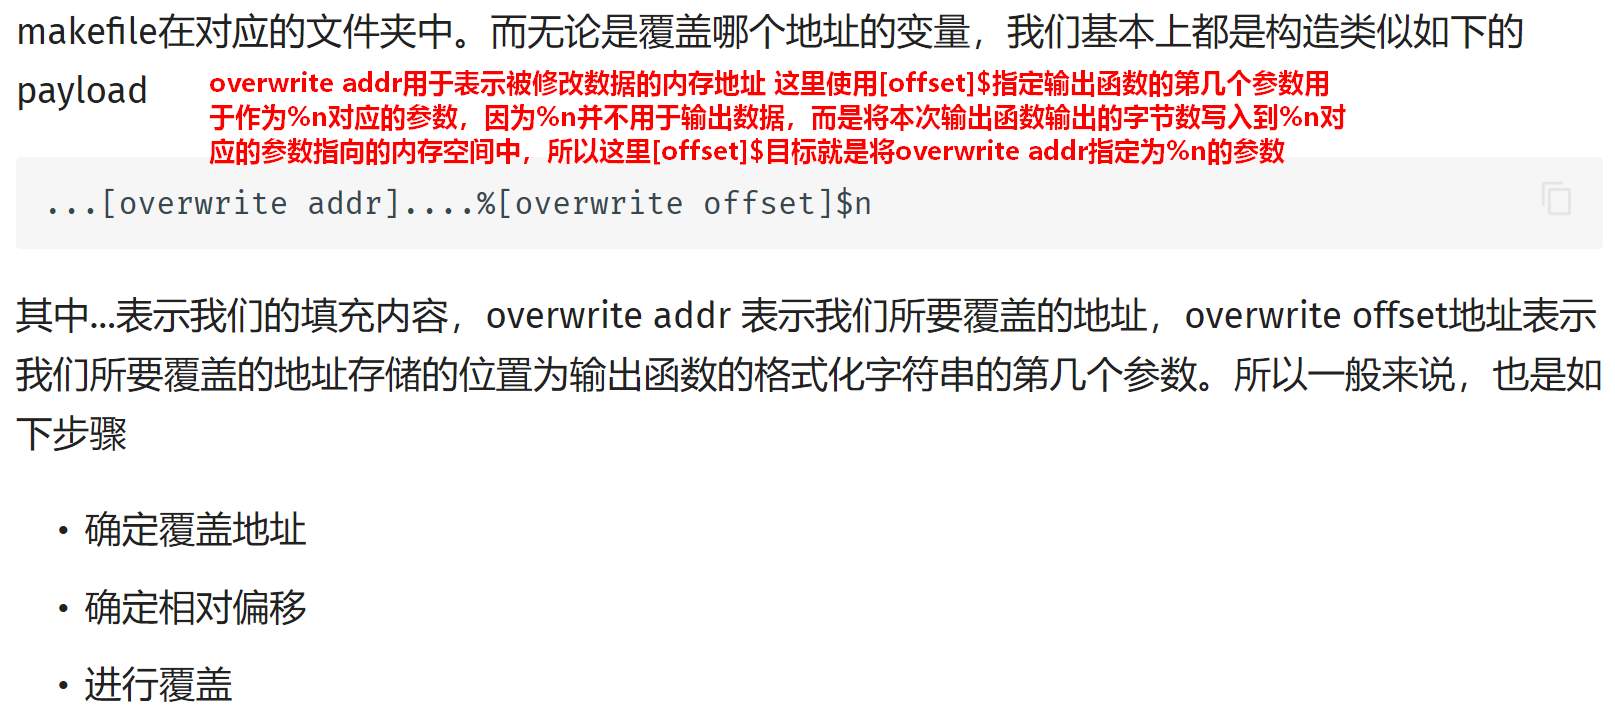 makefile在对应的文件夹中。而无论是覆盖哪个地址的变量，我们基本上都是构造类似如下的
payload
overwrite addr用于表示被修改数据的内存地址 这里使用[offset]$指定输出函数的第几个参数用
于作为%n对应的参数，因为%n并不用于输出数据，而是将本次输出函数输出的字节数写入到%n对
应的参数指向的内存空间中，所以这里[offset]$目标就是将overwrite addr指定为%n的参数
...[overwrite addr]....%[overwrite offset]$n
其中...表示我们的填充内容，overwrite addr 表示我们所要覆盖的地址，overwrite offset地址表示
我们所要覆盖的地址存储的位置为输出函数的格式化字符串的第几个参数。所以一般来说，也是如
下步骤
• 确定覆盖地址
• 确定相对偏移
• 进行覆盖